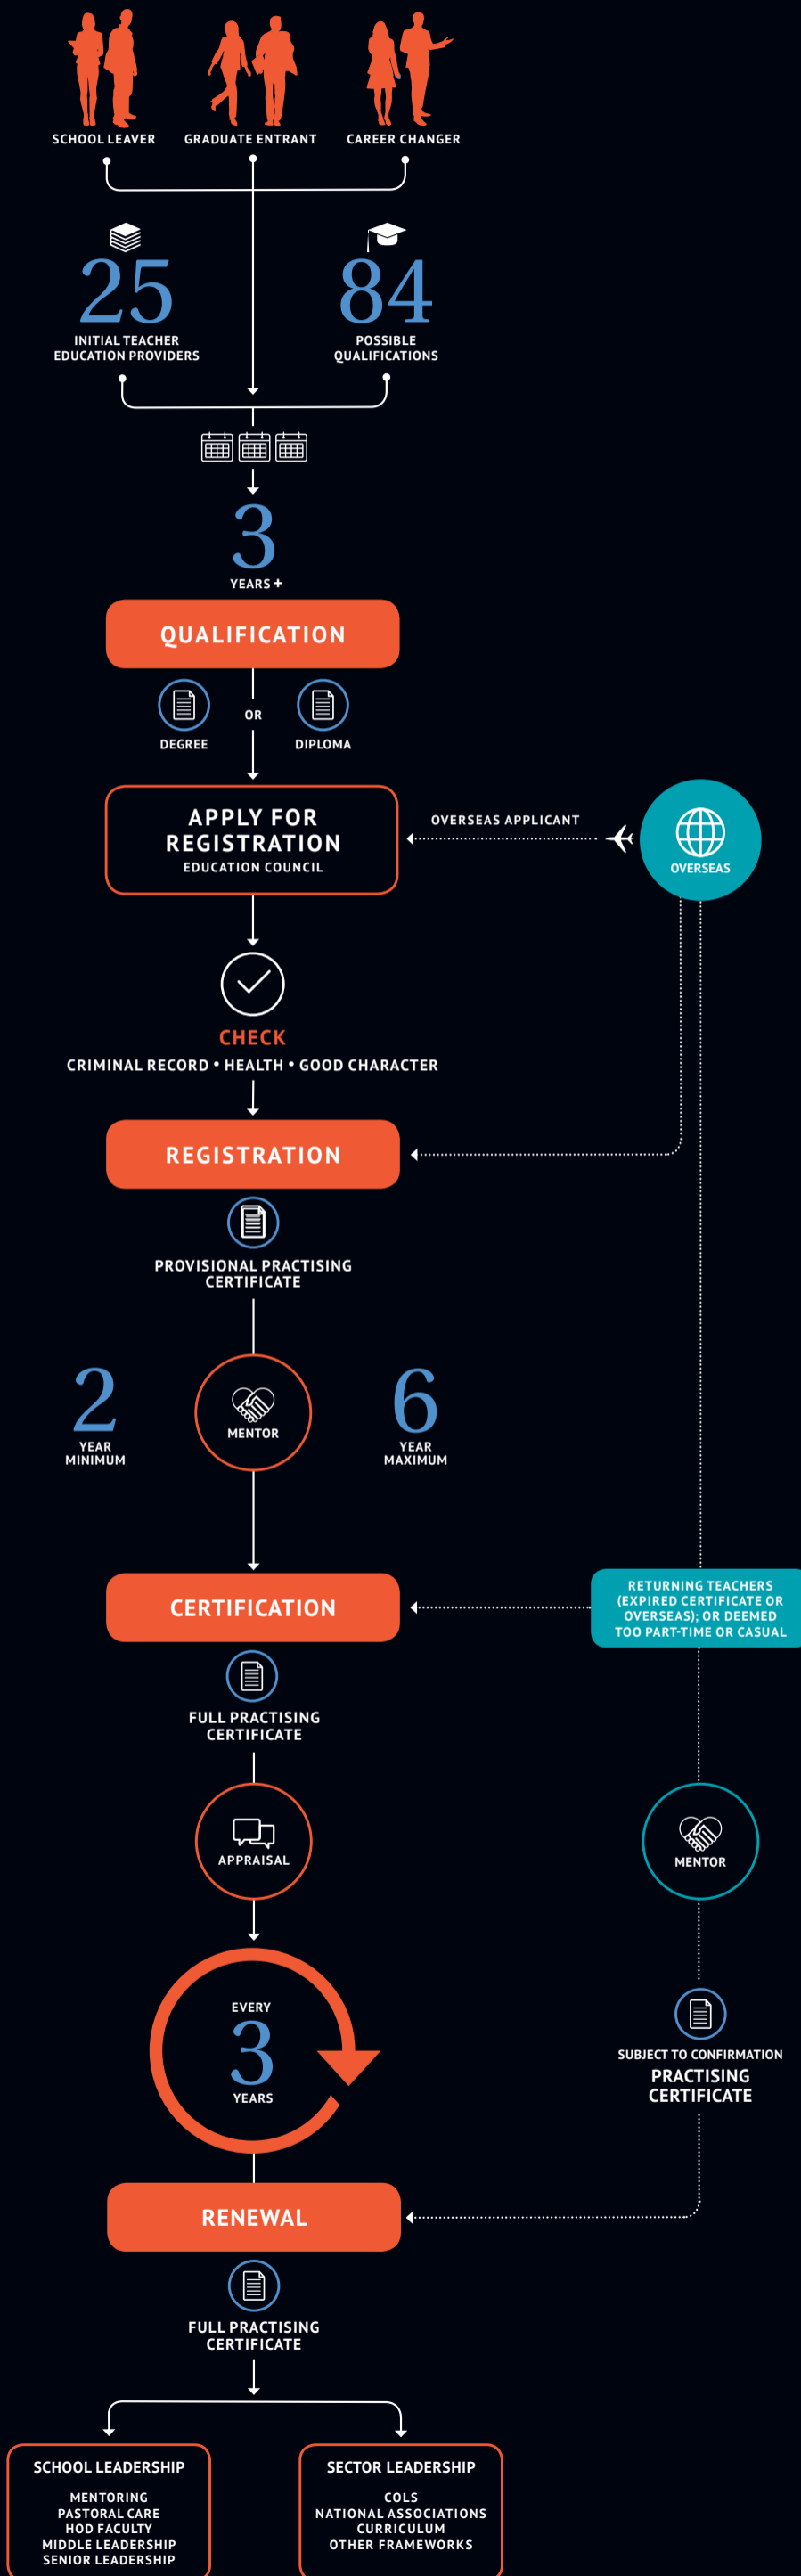 SCHOOL LEAVER
GRADUATE ENTRANT
CAREER CHANGER
25
INITIAL TEACHER
EDUCATION PROVIDERS
84
POSSIBLE
QUALIFICATIONS
3
YEARS +
QUALIFICATION
DEGREE
OR
DIPLOMA
APPLY FOR
REGISTRATION
EDUCATION COUNCIL
OVERSEAS APPLICANT
OVERSEAS
CHECK
CRIMINAL RECORD • HEALTH • GOOD CHARACTER
REGISTRATION
PROVISIONAL PRACTISING
CERTIFICATE
2
YEAR
MINIMUM
MENTOR
6
YEAR
MAXIMUM
CERTIFICATION
RETURNING TEACHERS
(EXPIRED CERTIFICATE OR
OVERSEAS); OR DEEMED
TOO PART-TIME OR CASUAL
FULL PRACTISING
CERTIFICATE
APPRAISAL
MENTOR
EVERY
3
YEARS
SUBJECT TO CONFIRMATION
PRACTISING
CERTIFICATE
RENEWAL
FULL PRACTISING
CERTIFICATE
SCHOOL LEADERSHIP
MENTORING
PASTORAL CARE
HOD FACULTY
MIDDLE LEADERSHIP
SENIOR LEADERSHIP
SECTOR LEADERSHIP
COLS
NATIONAL ASSOCIATIONS
CURRICULUM
OTHER FRAMEWORKS